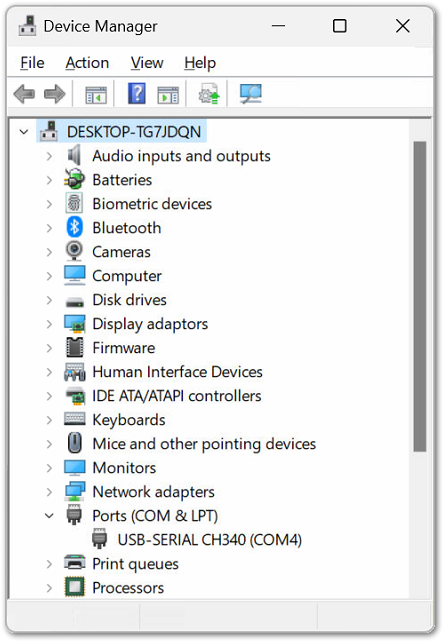 Device Manager
File Action View Help
DESKTOP-TG7JDQN
Audio inputs and outputs
Batteries
Biometric devices
Bluetooth
Cameras
Computer
Disk drives
Display adaptors
Firmware
Human Interface Devices
IDE ATA/ATAPI controllers
Keyboards
Mice and other pointing devices
Monitors
Network adapters
Ports (COM & LPT)
USB-SERIAL CH340 (COM4)
Print queues
Processors